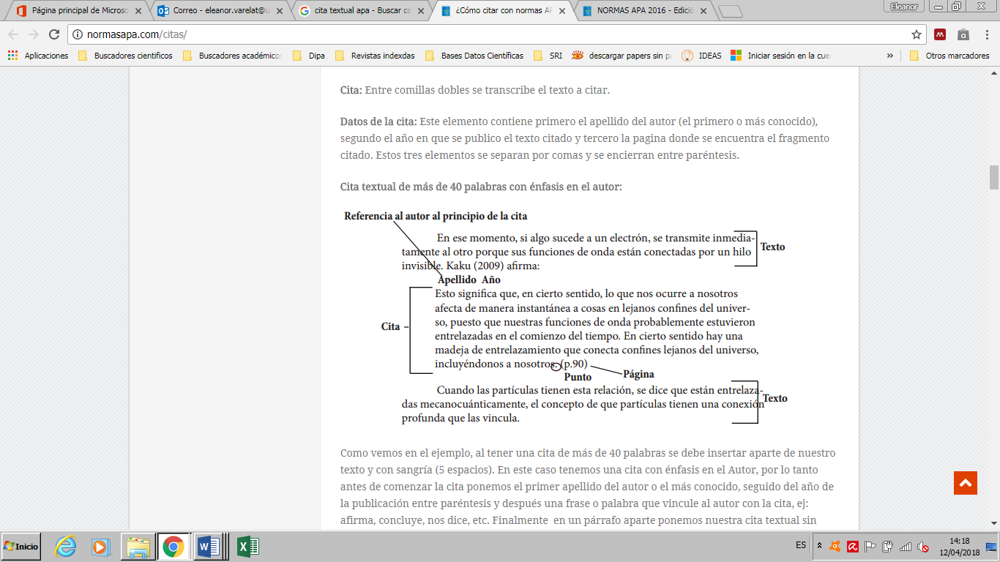 Página principal de Microso
Correo - eleanor.varelat@u
cita textual apa - Buscar co
¿Cómo citar con normas AP
NORMAS APA 2016 - Edició
Eleanor
normasapa.com/citas/
Aplicaciones
Buscadores cientificos
Buscadores académicos
Dipa
Revistas indexdas
Bases Datos Científicas
SRI
descargar papers sin pa
IDEAS
Iniciar sesión en la cuen
»
Otros marcadores
Cita: Entre comillas dobles se transcribe el texto a citar.
Datos de la cita: Este elemento contiene primero el apellido del autor (el primero o más conocido),
segundo el año en que se publico el texto citado y tercero la pagina donde se encuentra el fragmento
citado. Estos tres elementos se separan por comas y se encierran entre paréntesis.
Cita textual de más de 40 palabras con énfasis en el autor:
Referencia al autor al principio de la cita
En ese momento, si algo sucede a un electrón, se transmite inmedia-
tamente al otro porque sus funciones de onda están conectadas por un hilo
invisible. Kaku (2009) afirma:
Texto
Apellido Año
Esto significa que, en cierto sentido, lo que nos ocurre a nosotros
afecta de manera instantánea a cosas en lejanos confines del univer-
so, puesto que nuestras funciones de onda probablemente estuvieron
entrelazadas en el comienzo del tiempo. En cierto sentido hay una
madeja de entrelazamiento que conecta confines lejanos del universo,
incluyéndonos a nosotros. (p.90)
Cita
Punto
Página
Cuando las partículas tienen esta relación, se dice que están entrelaza-
das mecanocuánticamente, el concepto de que partículas tienen una conexión
profunda que las vincula.
Texto
Como vemos en el ejemplo, al tener una cita de más de 40 palabras se debe insertar aparte de nuestro
texto y con sangría (5 espacios). En este caso tenemos una cita con énfasis en el Autor, por lo tanto
antes de comenzar la cita ponemos el primer apellido del autor o el más conocido, seguido del año de
la publicación entre paréntesis y después una frase o palabra que vincule al autor con la cita, ej:
afirma, concluye, nos dice, etc. Finalmente en un párrafo aparte ponemos nuestra cita textual sin
Inicio
ES
14:18
12/04/2018